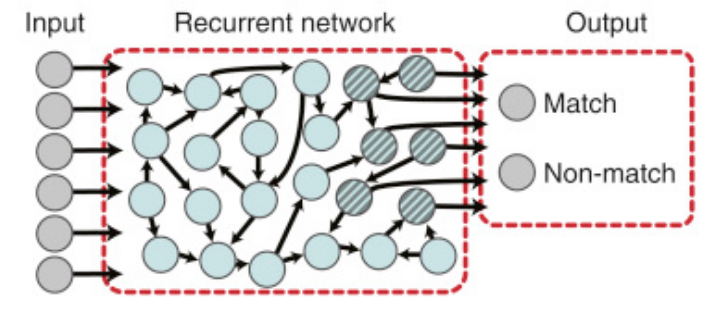 Input
Recurrent network
Output
Match
Non-match